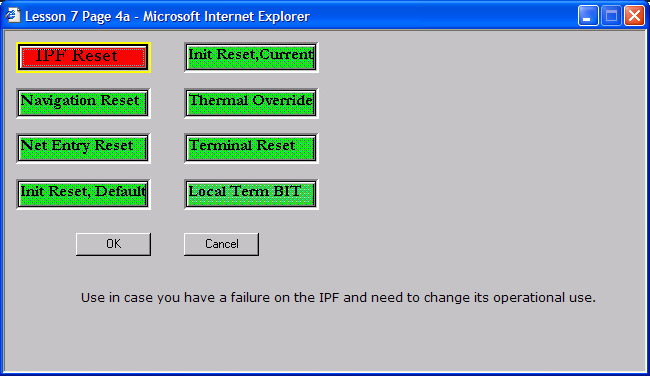 Lesson 7 Page 4a - Microsoft Internet Explorer
IPF Reset
Init Reset,Current
Navigation Reset
Thermal Override
Net Entry Reset
Terminal Reset
Init Reset, Default
Local Term BIT
OK
Cancel
Use in case you have a failure on the IPF and need to change its operational use.